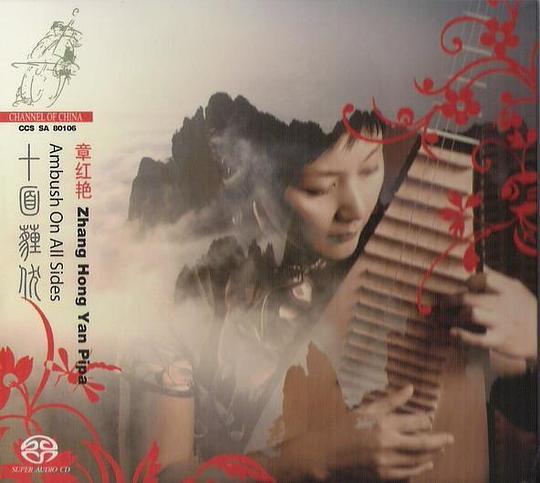 CHANNEL OF CHINA
CCS SA 80106
十面薶伏
Ambush On All Sides
章红艳 Zhang Hong Yan Pipa
SUPER AUDIO CD